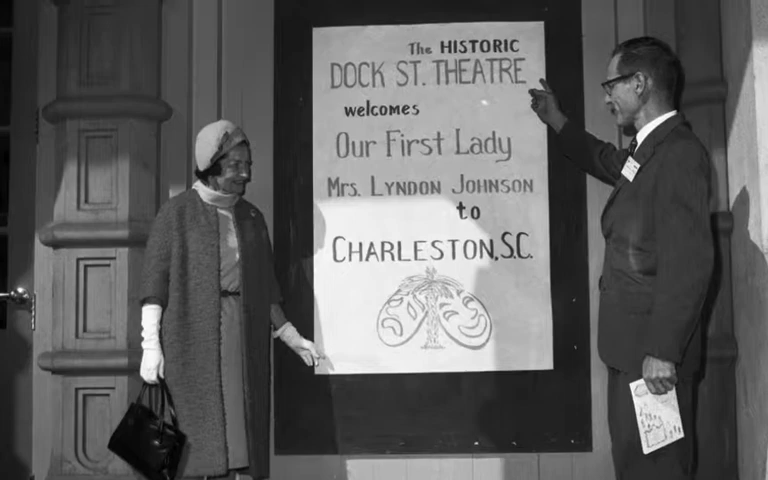 The HISTORIC
DOCK ST. THEATRE
welcomes
Our First Lady
MRS. LYNDON JOHNSON
to
CHARLESTON, S.C.